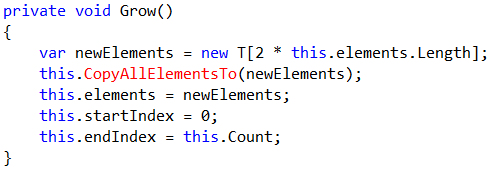 private void Grow()
{
    var newElements = new T[2 * this.elements.Length];
    this.CopyAllElementsTo(newElements);
    this.elements = newElements;
    this.startIndex = 0;
    this.endIndex = this.Count;
}